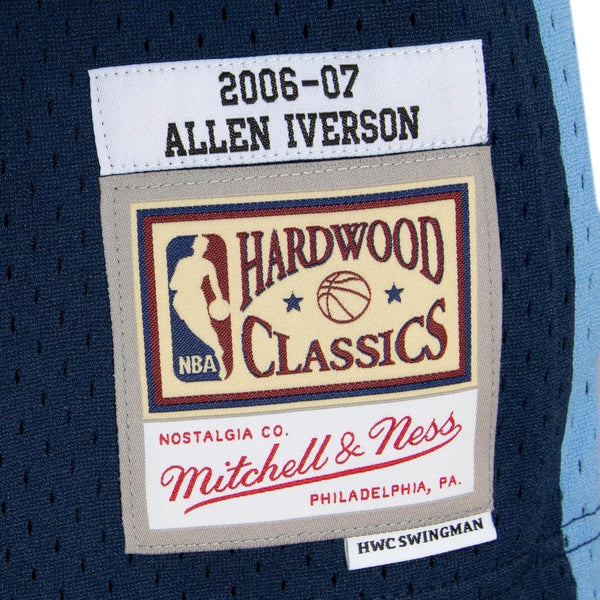 2006-07
ALLEN IVERSON
HARDWOOD
CLASSICS
NBA
NOSTALGIA CO.
Mitchell & Ness
PHILADELPHIA, PA.
HWC SWINGMAN